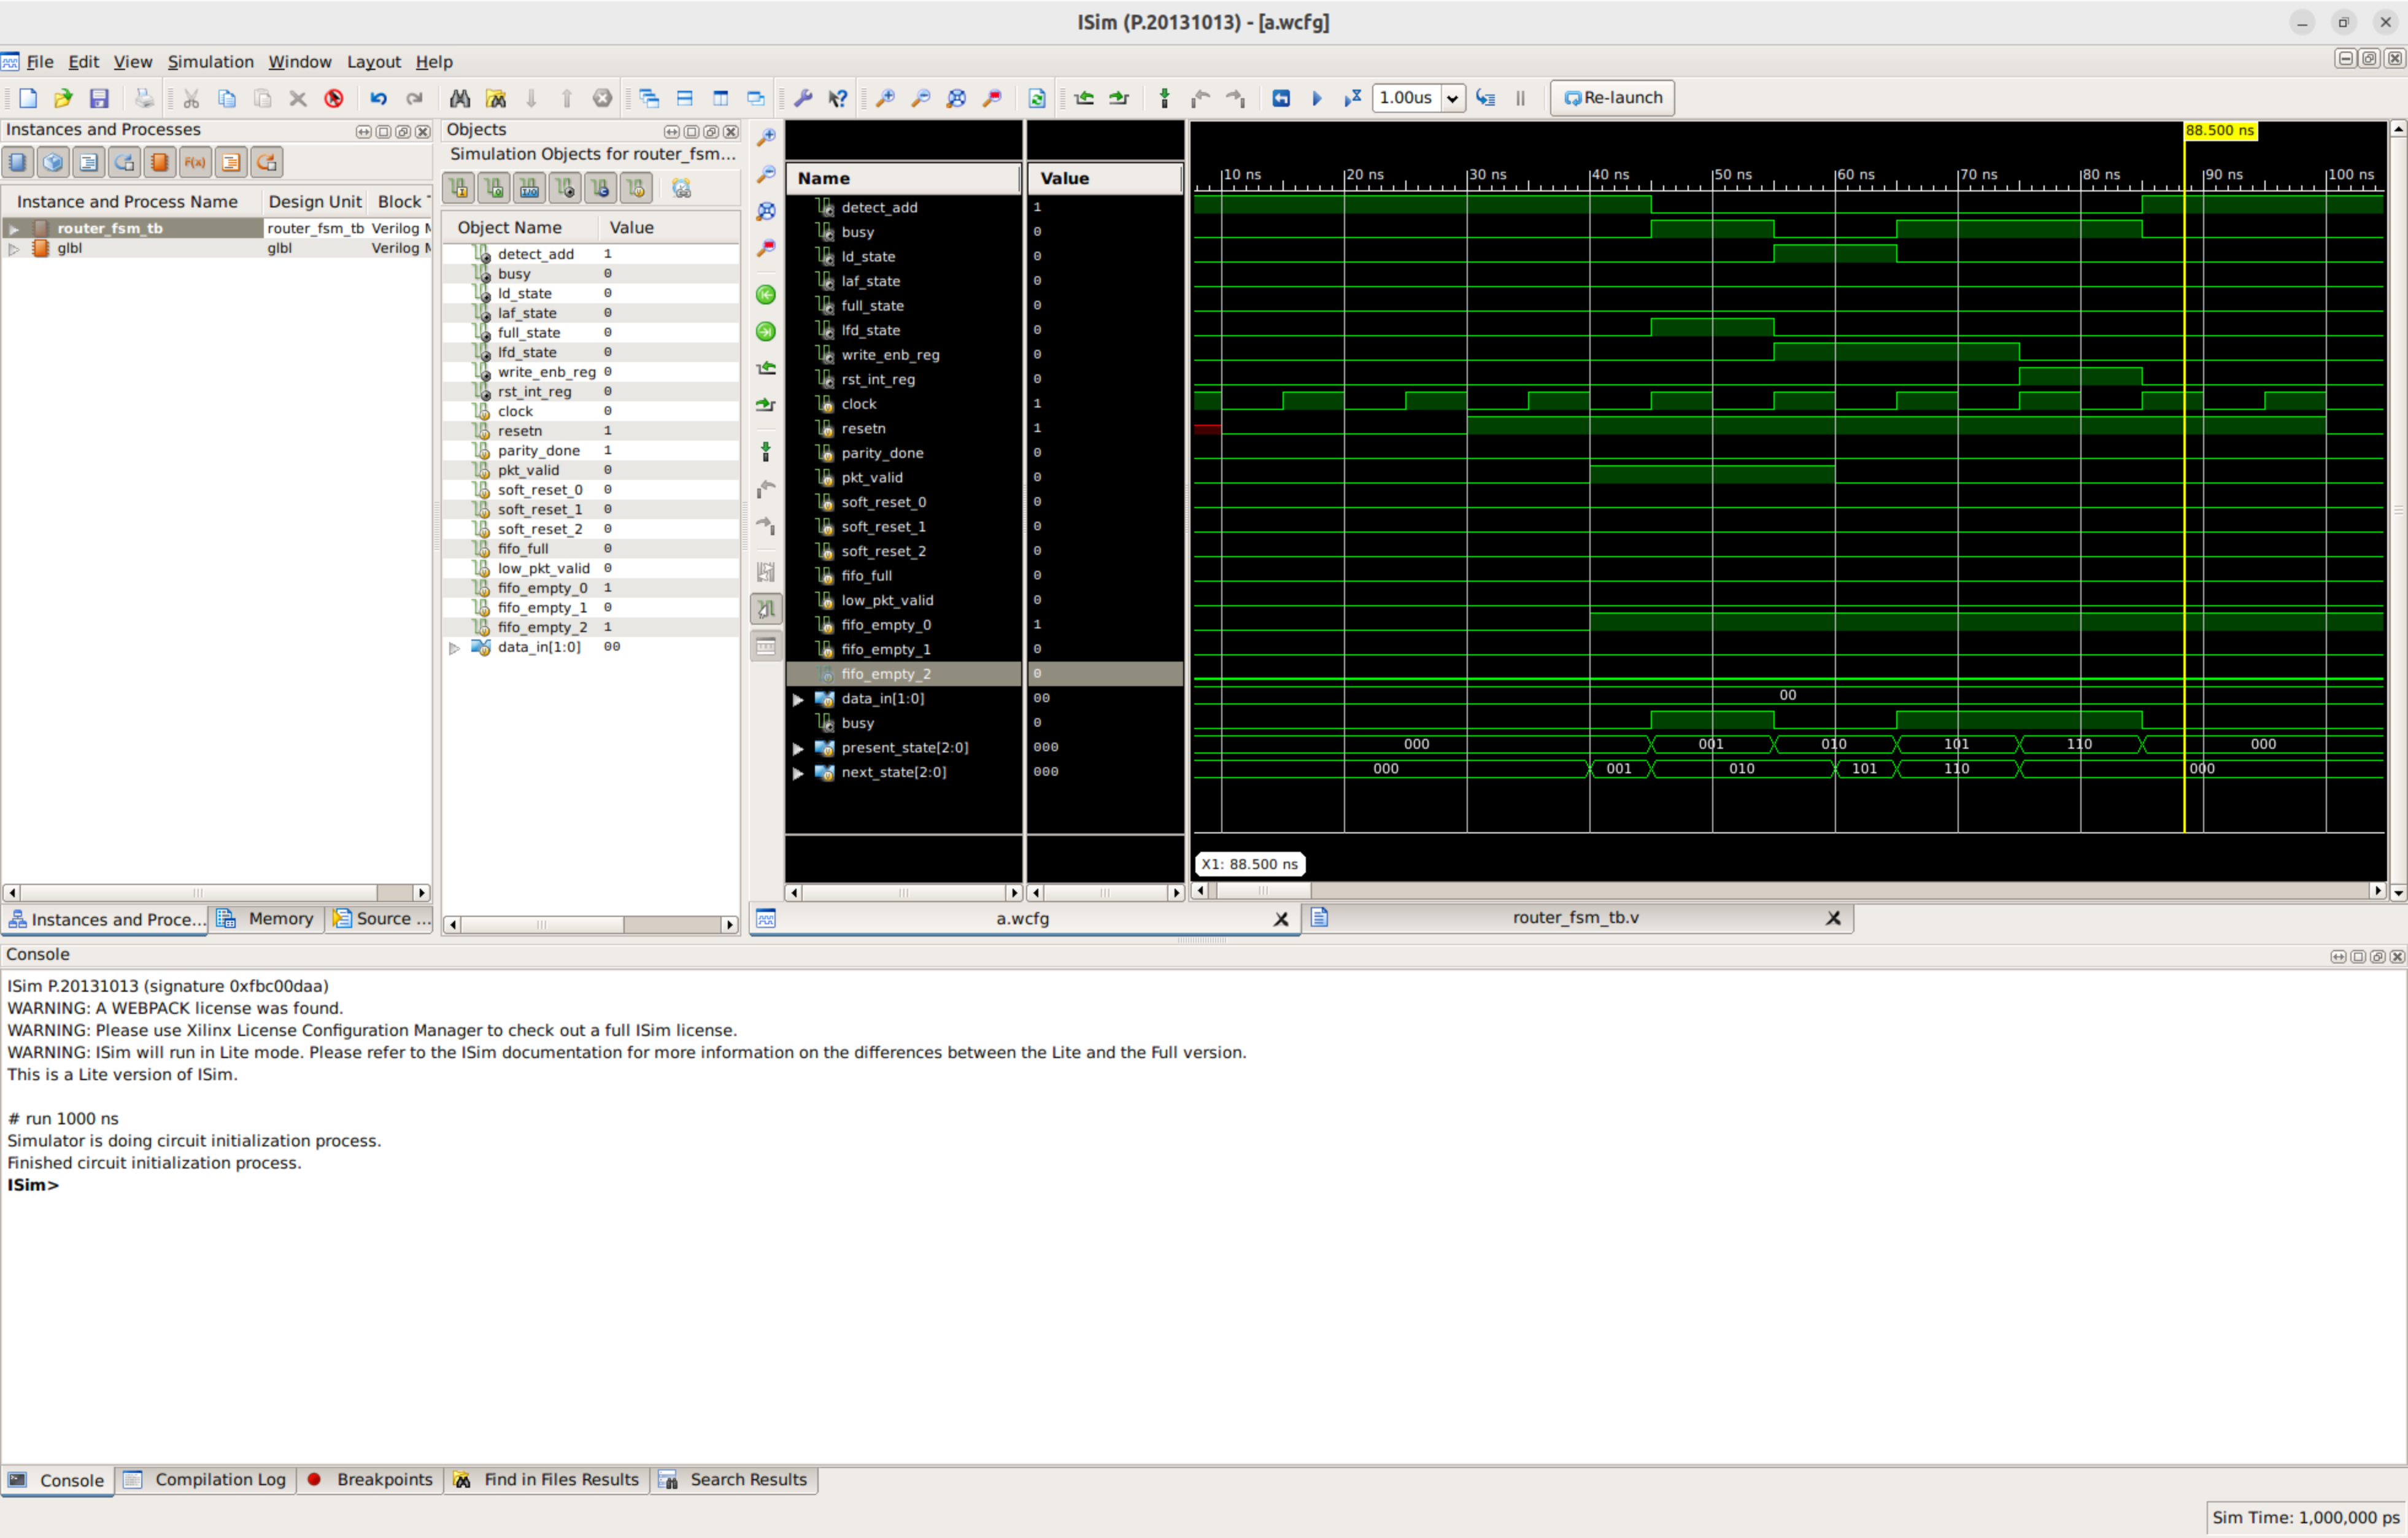 ISim (P.20131013) - [a.wcfg]
File Edit View Simulation Window Layout Help
1.00us
Re-launch
Instances and Processes
Instance and Process Name Design Unit Block
router_fsm_tb router_fsm_tb Verilog M
glbl glbl Verilog M
Instances and Proce... Memory Source ...
Objects
Simulation Objects for router_fsm...
Object Name Value
detect_add 1
busy 0
ld_state 0
laf_state 0
full_state 0
lfd_state 0
write_enb_reg 0
rst_int_reg 0
clock 0
resetn 1
parity_done 1
pkt_valid 0
soft_reset_0 0
soft_reset_1 0
soft_reset_2 0
fifo_full 0
low_pkt_valid 0
fifo_empty_0 1
fifo_empty_1 0
fifo_empty_2 1
data_in[1:0] 00
88.500 ns
10 ns 20 ns 30 ns 40 ns 50 ns 60 ns 70 ns 80 ns 90 ns 100 ns
Name Value
detect_add 1
busy 0
ld_state 0
laf_state 0
full_state 0
lfd_state 0
write_enb_reg 0
rst_int_reg 0
clock 1
resetn 1
parity_done 0
pkt_valid 0
soft_reset_0 0
soft_reset_1 0
soft_reset_2 0
fifo_full 0
low_pkt_valid 0
fifo_empty_0 1
fifo_empty_1 0
fifo_empty_2 0
data_in[1:0] 00 00
busy 0
present_state[2:0] 000 000 001 010 101 110 000
next_state[2:0] 000 000 001 010 101 110 000
X1: 88.500 ns
a.wcfg router_fsm_tb.v
Console
ISim P.20131013 (signature 0xfbc00daa)
WARNING: A WEBPACK license was found.
WARNING: Please use Xilinx License Configuration Manager to check out a full ISim license.
WARNING: ISim will run in Lite mode. Please refer to the ISim documentation for more information on the differences between the Lite and the Full version.
This is a Lite version of ISim.
# run 1000 ns
Simulator is doing circuit initialization process.
Finished circuit initialization process.
ISim>
Console Compilation Log Breakpoints Find in Files Results Search Results
Sim Time: 1,000,000 ps